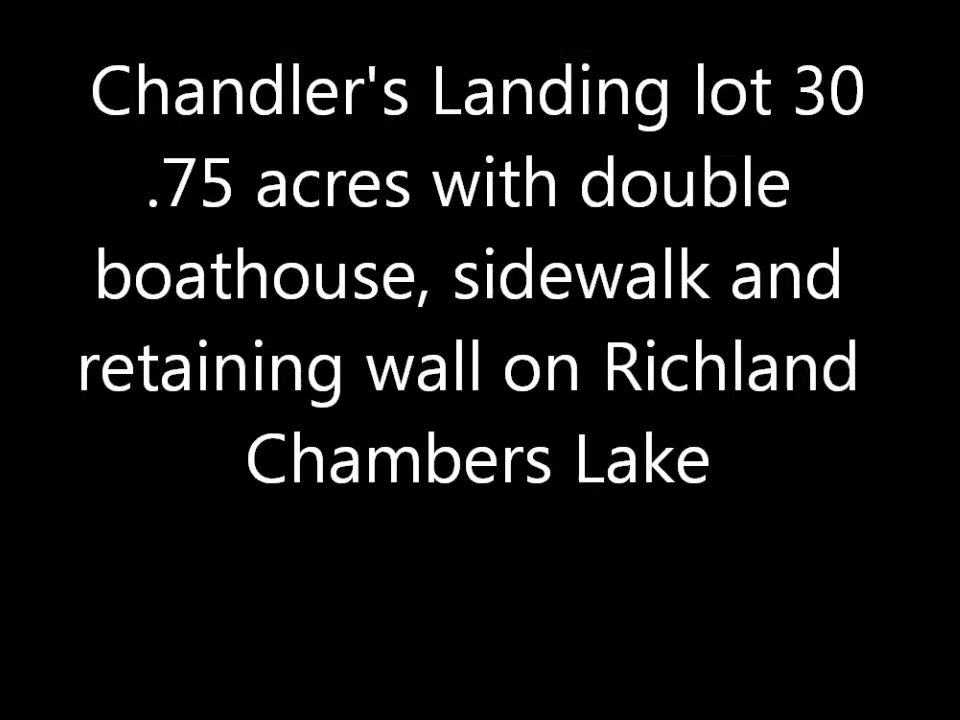 Chandler's Landing lot 30
.75 acres with double
boathouse, sidewalk and
retaining wall on Richland
Chambers Lake